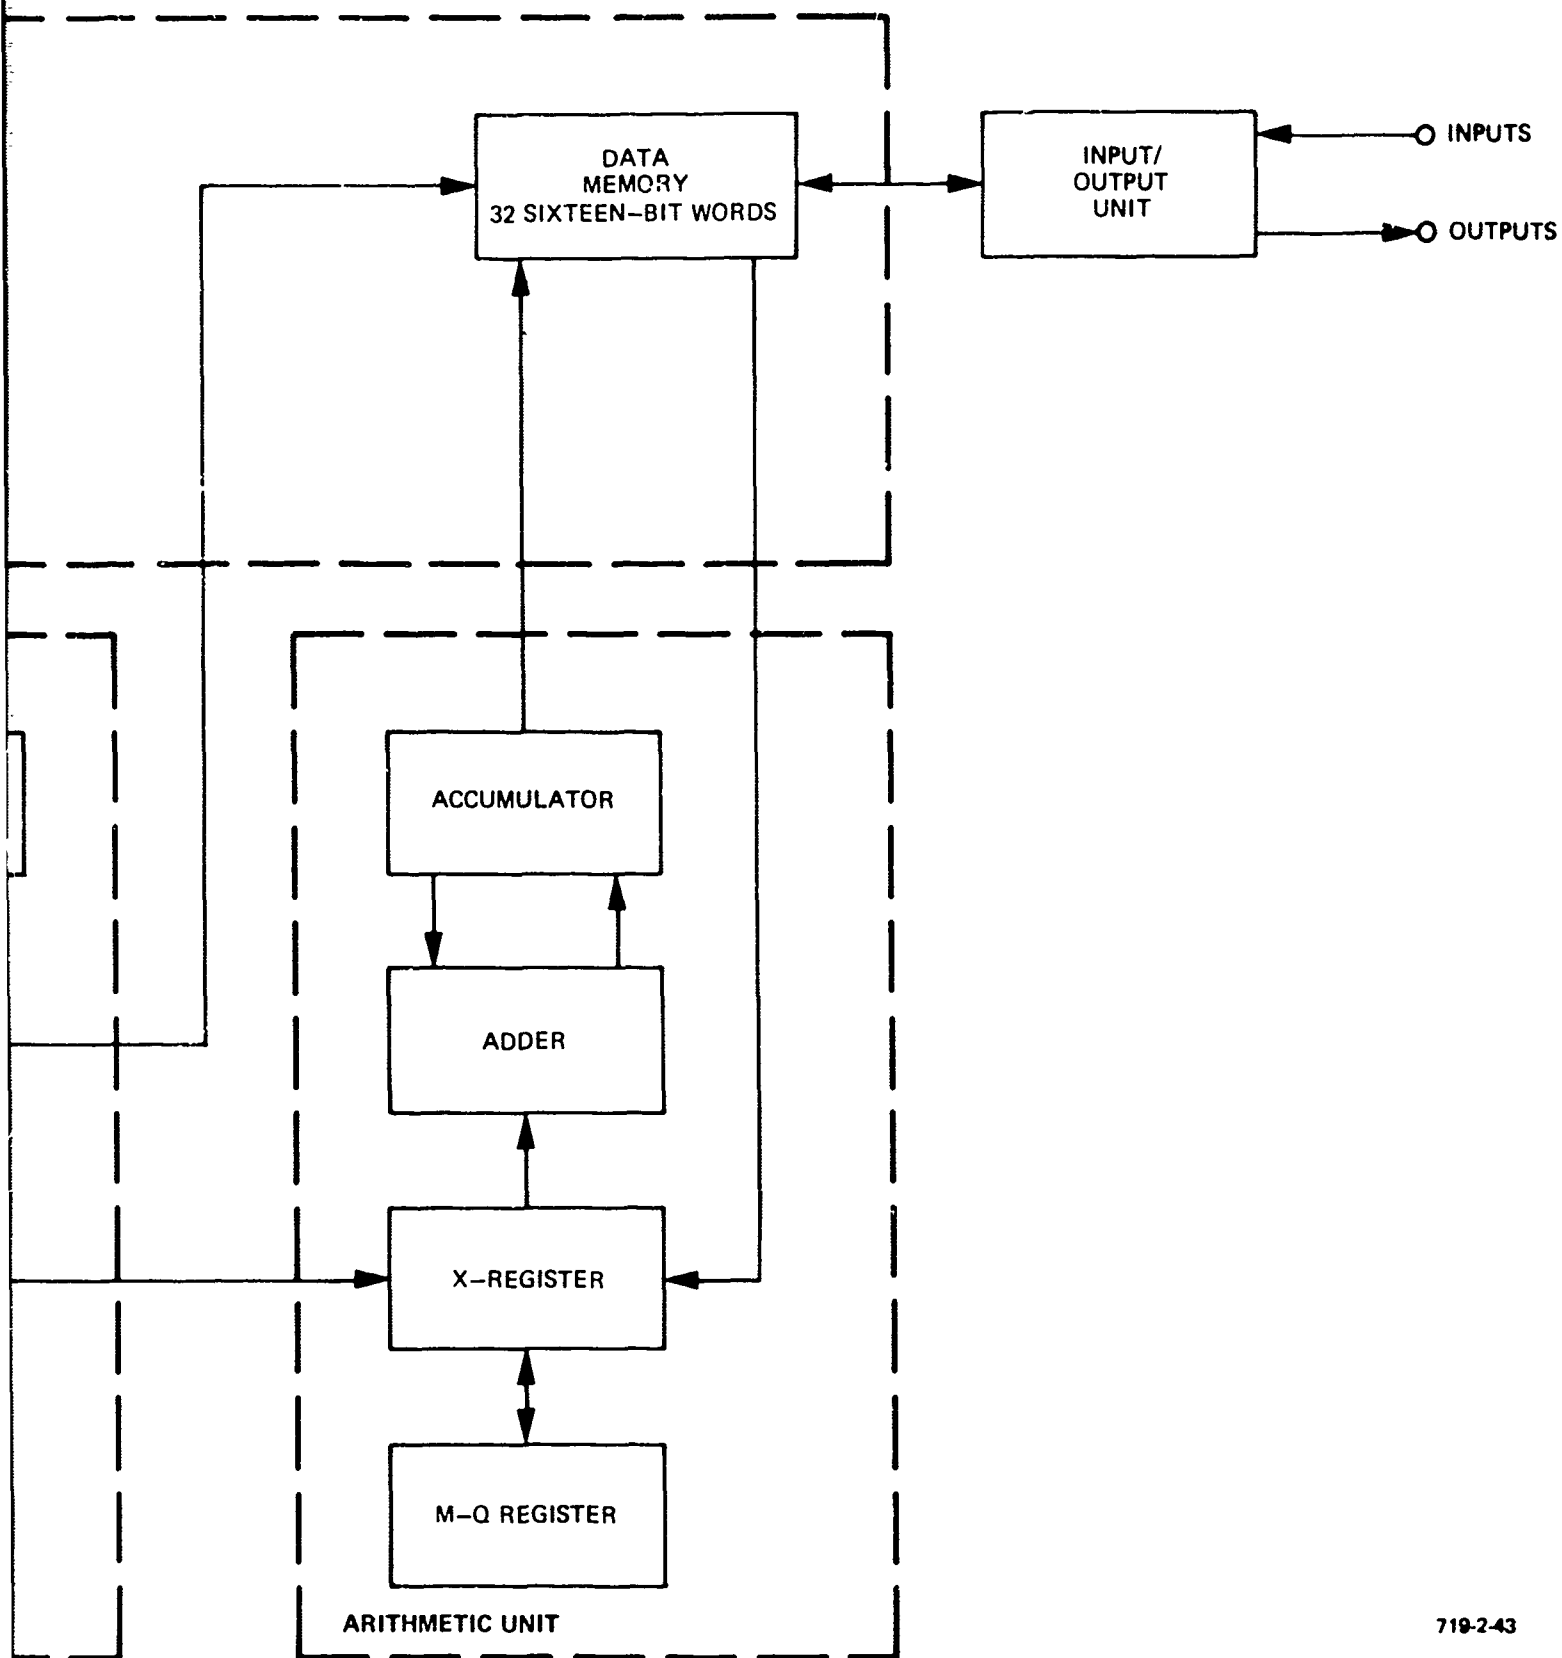 DATA
MEMORY
32 SIXTEEN–BIT WORDS
INPUT/
OUTPUT
UNIT
INPUTS
OUTPUTS
ACCUMULATOR
ADDER
X–REGISTER
M–Q REGISTER
ARITHMETIC UNIT
719-2-43